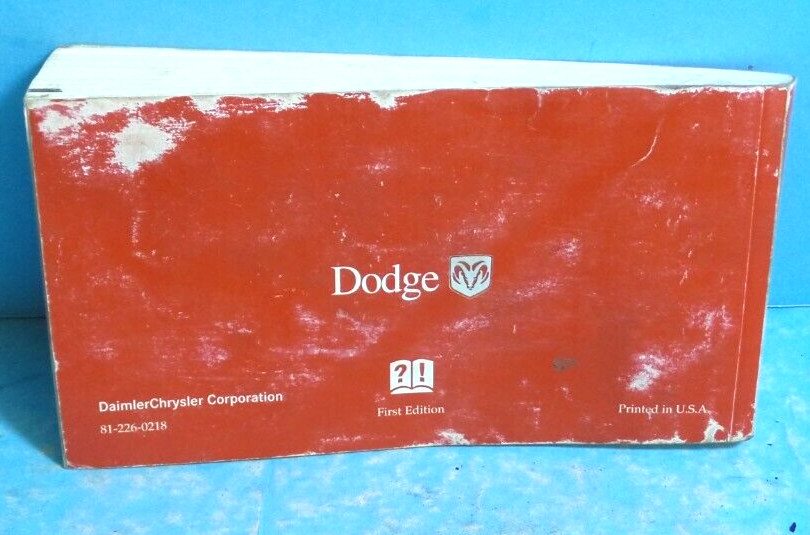 Dodge
? !
DaimlerChrysler Corporation
81-226-0218
First Edition
Printed in U.S.A.